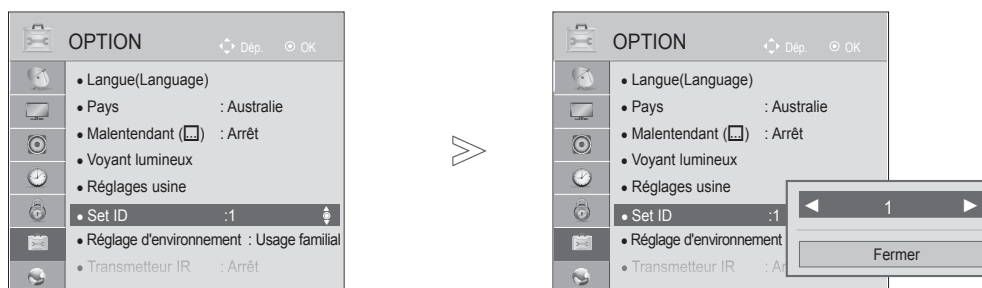 OPTION
Dép.
OK
Langue(Language)
Pays : Australie
Malentendant ( ) : Arrêt
Voyant lumineux
Réglages usine
Set ID :1
Réglage d'environnement : Usage familial
Transmetteur IR : Arrêt
OPTION
Dép.
OK
Langue(Language)
Pays : Australie
Malentendant ( ) : Arrêt
Voyant lumineux
Réglages usine
Set ID :1
Réglage d'environnement
Transmetteur IR : Ar
1
Fermer